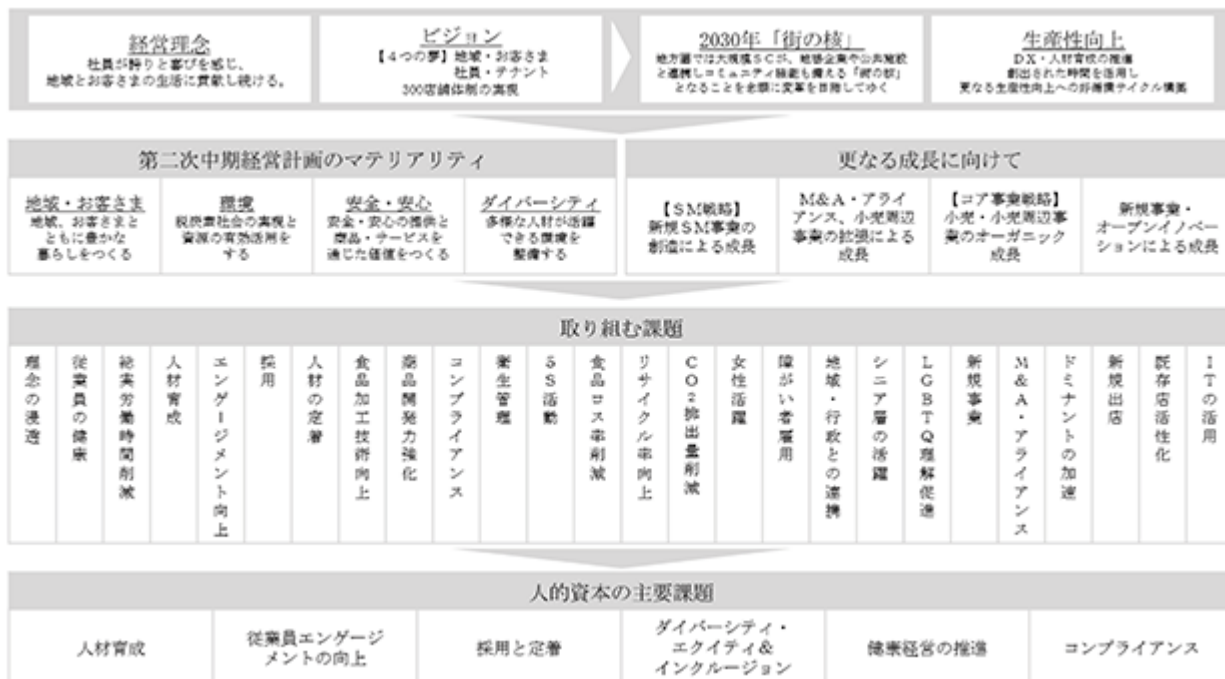 経営理念
社員が誇りと喜びを感じ、
地域とお客さまの生活に貢献し続ける。
ビジョン
【4つの夢】地域・お客さま
社員・テナント
300店舗体制の実現
2030年「街の核」
地方圏では大規模SCが、地域企業や公共施設
と連携しコミュニティ機能も備える「街の核」
となることを念頭に変革を目指してゆく
生産性向上
DX・人材育成の推進
創出された時間を活用し
更なる生産性向上への好循環サイクル構築
第二次中期経営計画のマテリアリティ
地域・お客さま
地域、お客さまと
ともに豊かな
暮らしをつくる
環境
脱炭素社会の実現と
資源の有効活用を
する
安全・安心
安全・安心の提供と
商品・サービスを
通じた価値をつくる
ダイバーシティ
多様な人材が活躍
できる環境を
整備する
更なる成長に向けて
【SM戦略】
新規SM事業の
創造による成長
M&A・アライ
アンス、小売周辺
事業の拡張による
成長
【コア事業戦略】
小売・小売周辺事
業のオーガニック
成長
新規事業・
オープンイノベー
ションによる成長
取り組む課題
理念の浸透
従業員の健康
総実労働時間削減
人材育成
エンゲージメント向上
採用
人材の定着
食品加工技術向上
商品開発力強化
コンプライアンス
衛生管理
5S活動
食品ロス率削減
リサイクル率向上
CO2排出量削減
女性活躍
障がい者雇用
地域・行政との連携
シニア層の活躍
LGBTQ理解促進
新規事業
M&A・アライアンス
ドミナントの加速
新規出店
既存店活性化
ITの活用
人的資本の主要課題
人材育成
従業員エンゲージ
メントの向上
採用と定着
ダイバーシティ・
エクイティ&
インクルージョン
健康経営の推進
コンプライアンス